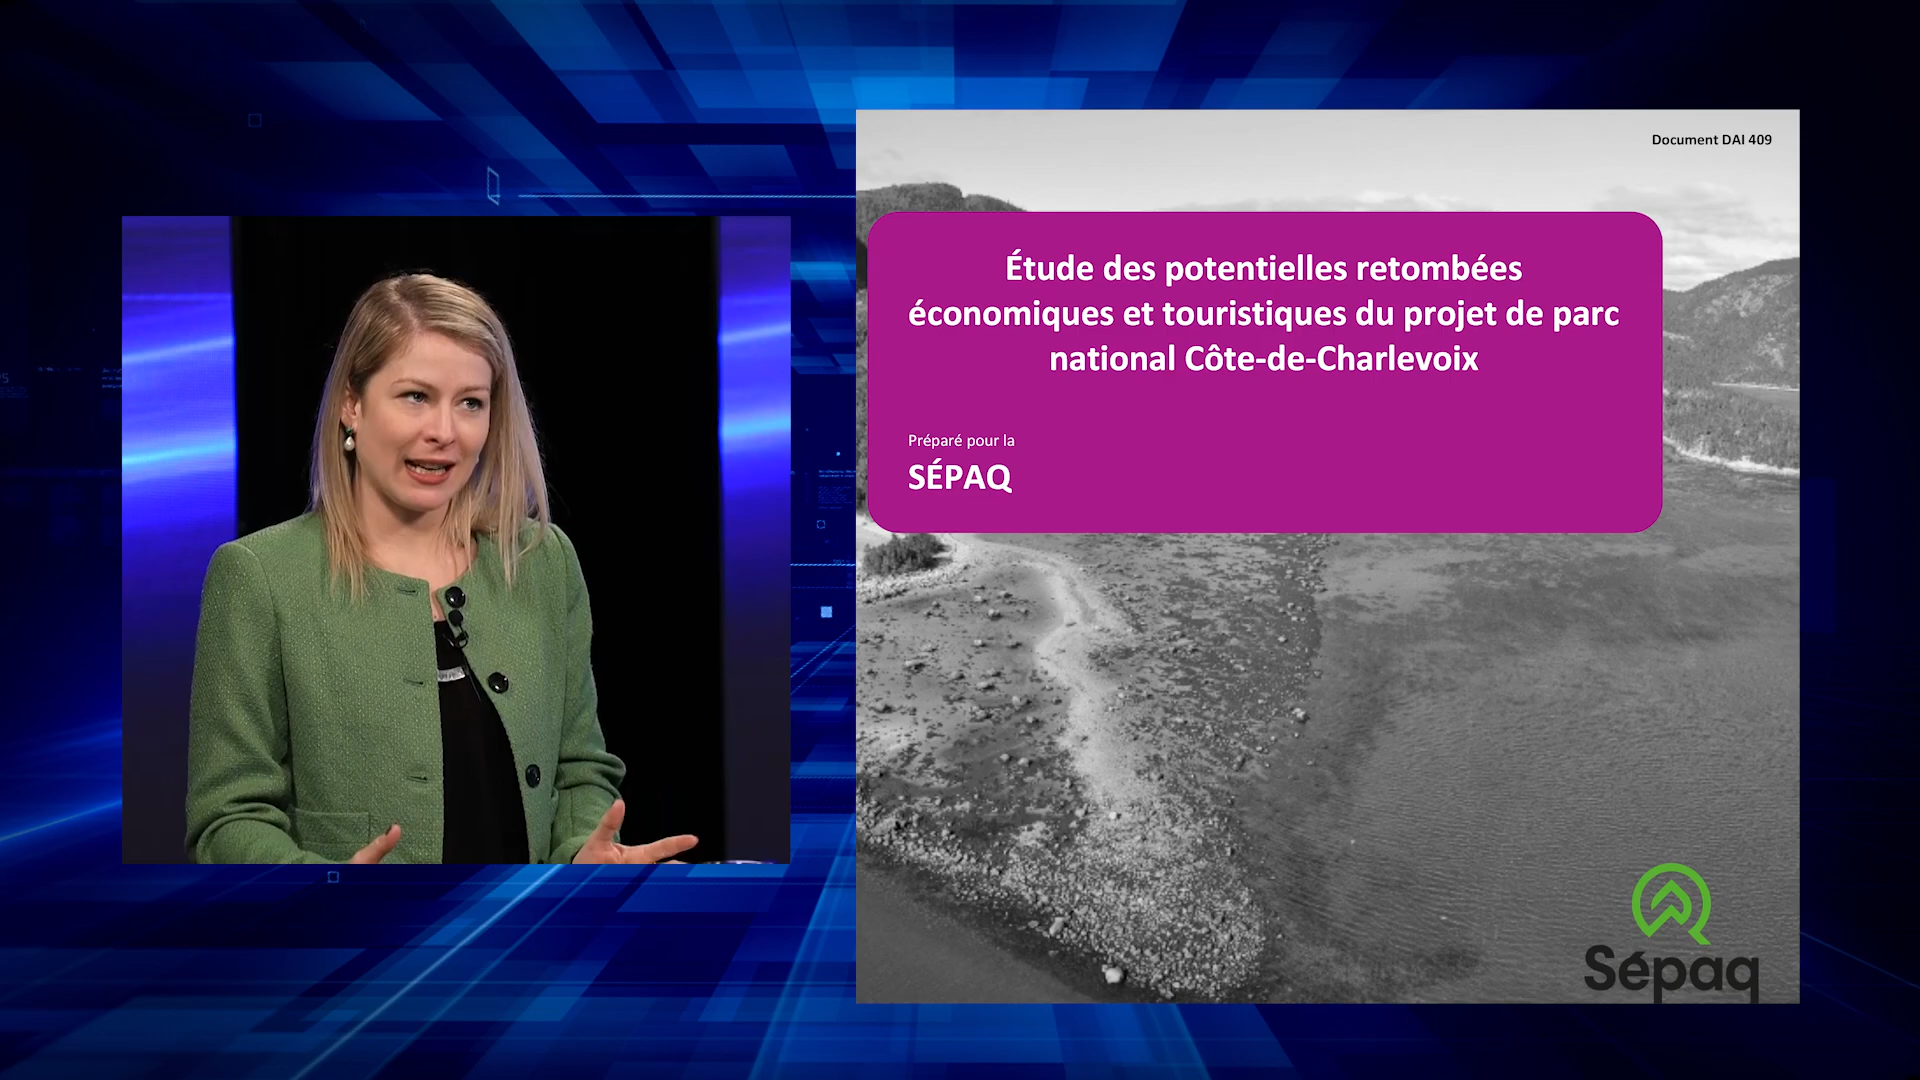 Document DAI 409
Étude des potentielles retombées
économiques et touristiques du projet de parc
national Côte-de-Charlevoix
Préparé pour la
SÉPAQ
Sépaq